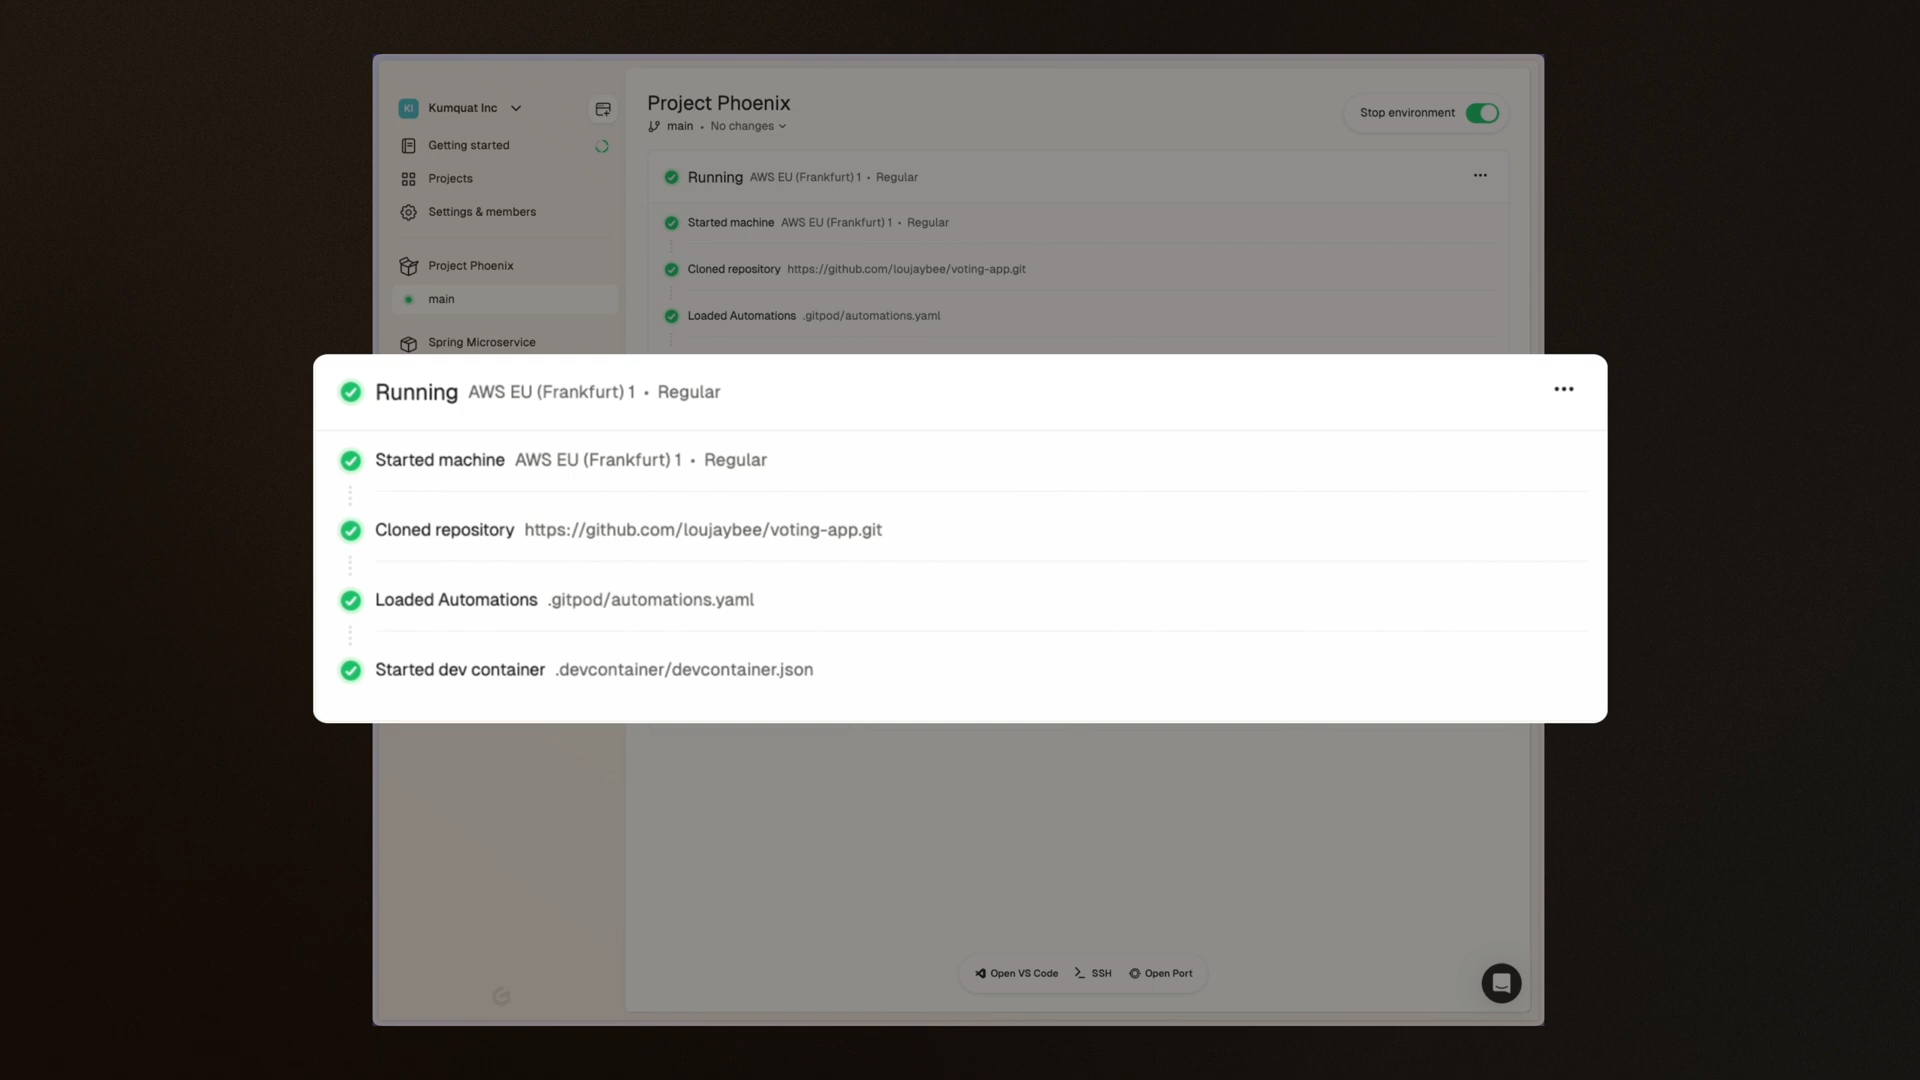 KI Kumquat Inc
Getting started
Projects
Settings & members
Project Phoenix
main
Spring Microservice
Project Phoenix
main • No changes
Stop environment
Running AWS EU (Frankfurt) 1 • Regular
Started machine AWS EU (Frankfurt) 1 • Regular
Cloned repository https://github.com/loujaybee/voting-app.git
Loaded Automations .gitpod/automations.yaml
Running AWS EU (Frankfurt) 1 • Regular
Started machine AWS EU (Frankfurt) 1 • Regular
Cloned repository https://github.com/loujaybee/voting-app.git
Loaded Automations .gitpod/automations.yaml
Started dev container .devcontainer/devcontainer.json
Open VS Code SSH Open Port